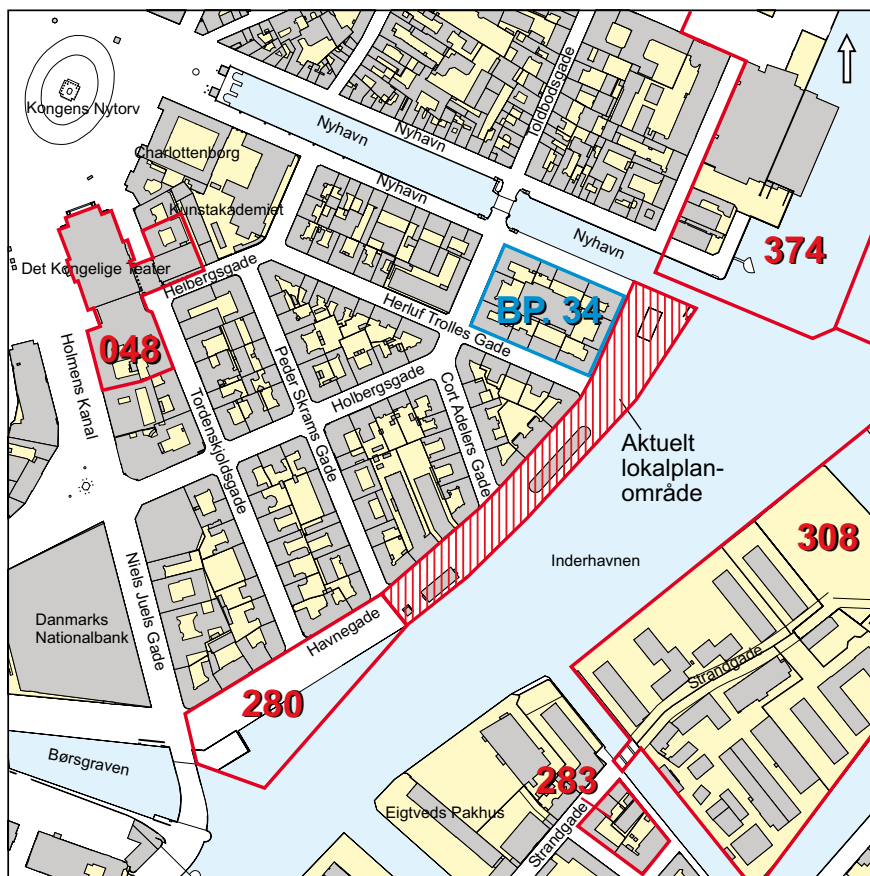 Kongens Nytorv
Charlottenborg
Kunstakademiet
Det Kongelige Teater
Nyhavn
Nyhavn
Nyhavn
Nyhavn
Toldbodsgade
374
BP. 34
Helbergsgade
Herluf Trolles Gade
048
Holmens Kanal
Tordenskjoldsgade
Peder Skrams Gade
Holbergsgade
Cort Adelers Gade
Aktuelt
lokalplan-
område
308
Inderhavnen
Niels Juels Gade
Danmarks
Nationalbank
Havnegade
280
Strandgade
Børsgraven
283
Eigtveds Pakhus
Strandgade